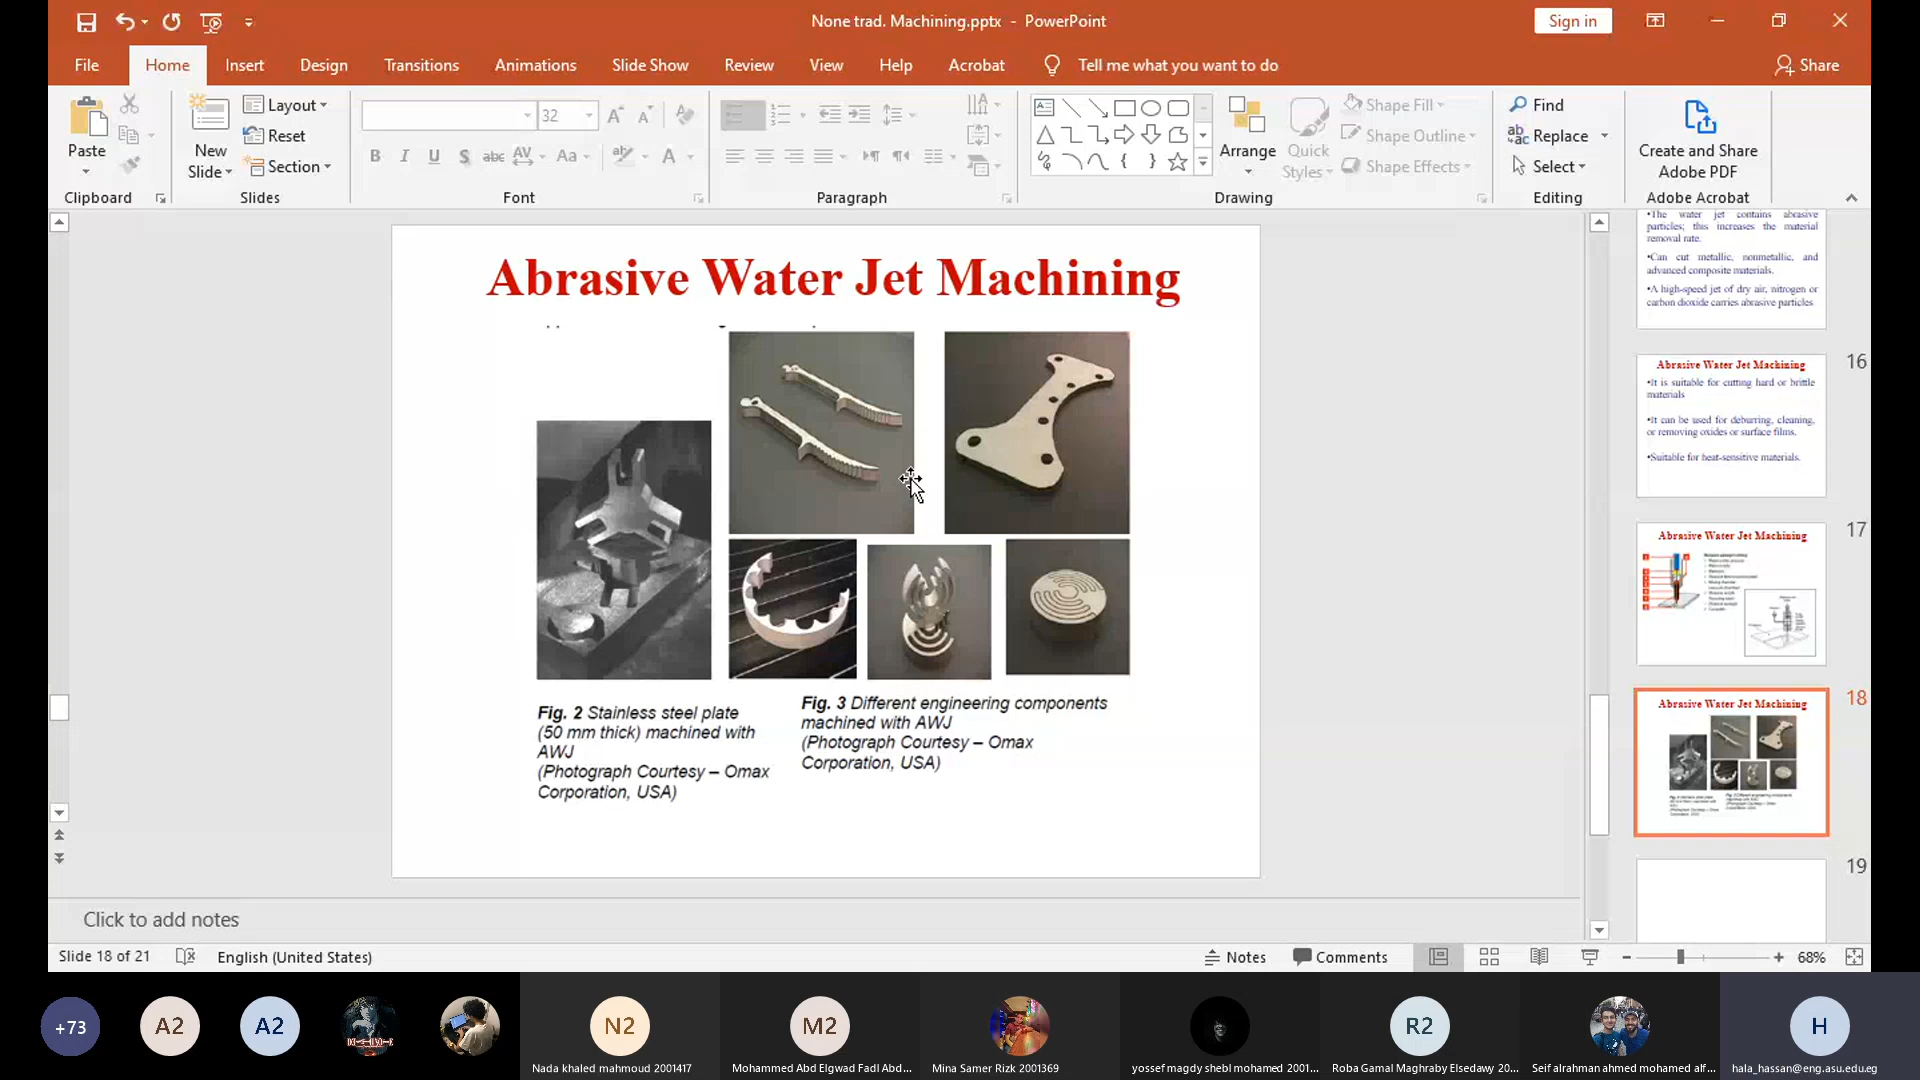 None trad. Machining.pptx - PowerPoint
Sign in
File Home Insert Design Transitions Animations Slide Show Review View Help Acrobat Tell me what you want to do Share
Paste
Clipboard
New
Slide
Layout
Reset
Section
Slides
32
B I U S abc AV Aa A
Font
Paragraph
Arrange
Quick
Styles
Shape Fill
Shape Outline
Shape Effects
Drawing
Find
Replace
Select
Editing
Create and Share
Adobe PDF
Adobe Acrobat
Abrasive Water Jet Machining
Fig. 2 Stainless steel plate
(50 mm thick) machined with
AWJ
(Photograph Courtesy – Omax
Corporation, USA)
Fig. 3 Different engineering components
machined with AWJ
(Photograph Courtesy – Omax
Corporation, USA)
•The water jet contains abrasive
particles; this increases the material
removal rate.
•Can cut metallic, nonmetallic, and
advanced composite materials.
•A high-speed jet of dry air, nitrogen or
carbon dioxide carries abrasive particles
16
Abrasive Water Jet Machining
•It is suitable for cutting hard or brittle
materials
•It can be used for deburring, cleaning,
or removing oxides or surface films.
•Suitable for heat-sensitive materials.
17
Abrasive Water Jet Machining
18
Abrasive Water Jet Machining
19
Click to add notes
Slide 18 of 21
English (United States)
Notes
Comments
68%
+73
A2
A2
N2
M2
R2
H
Nada khaled mahmoud 2001417
Mohammed Abd Elgwad Fadl Abd...
Mina Samer Rizk 2001369
yossef magdy shebl mohamed 2001...
Roba Gamal Maghraby Elsedawy 20...
Seif alrahman ahmed mohamed alf...
hala_hassan@eng.asu.edu.eg